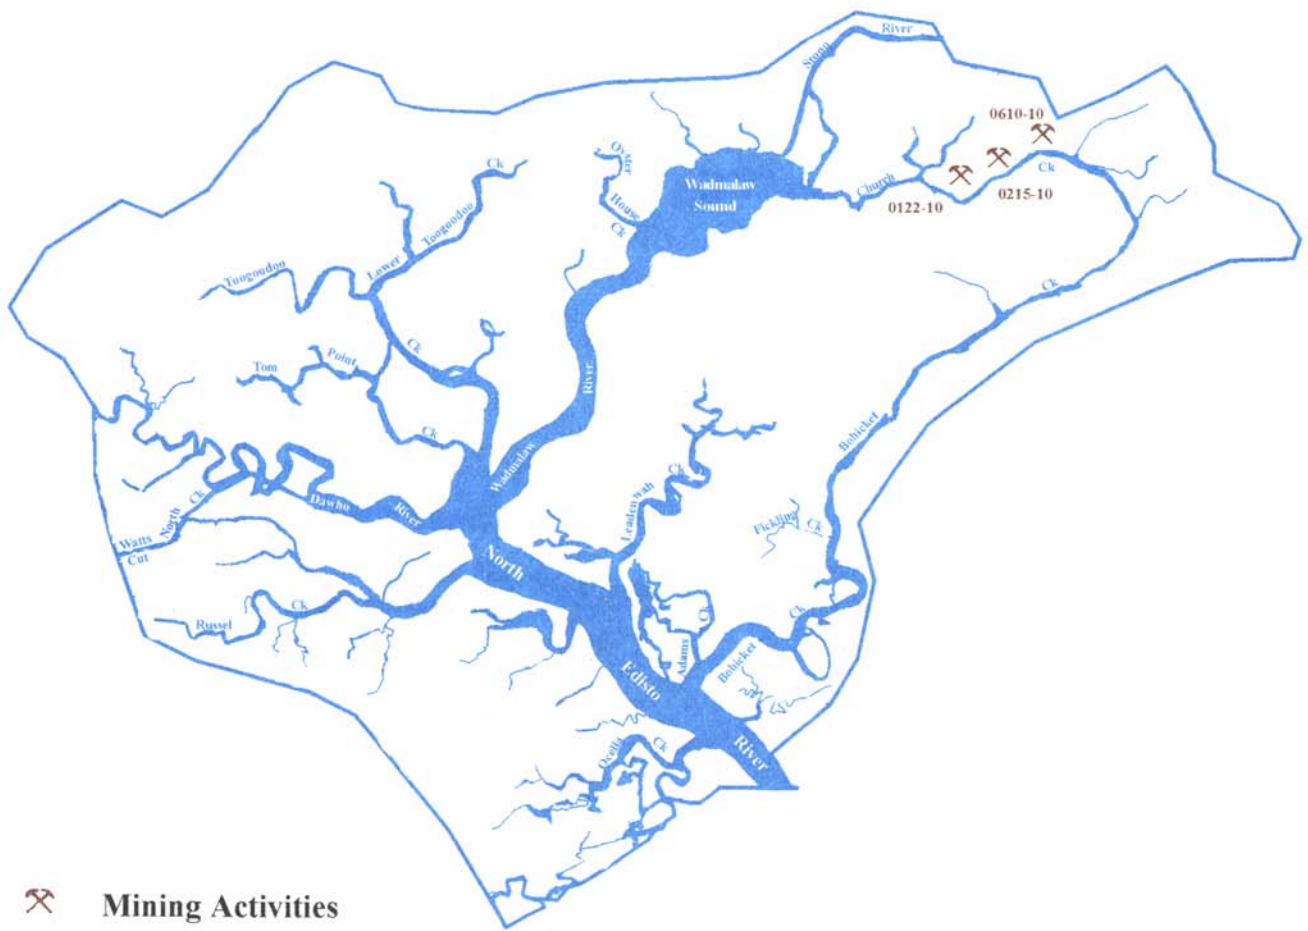 River
Stono
0610-10
Oyster
House
Ck
Wadmalaw
Sound
Church
Ck
0122-10
0215-10
Ck
Toogoodoo
Lower
Toogoodoo
Ck
Ck
River
Tom
Point
Ck
Wadmalaw
Bohicket
Ck
Leadenwah
Fickling
Ck
Dawho
River
North
Ck
Watts
Cut
North
Russel
Ck
Ck
Ck
Adams
Bohicket
Edisto
River
Ocella
Ck
Mining Activities